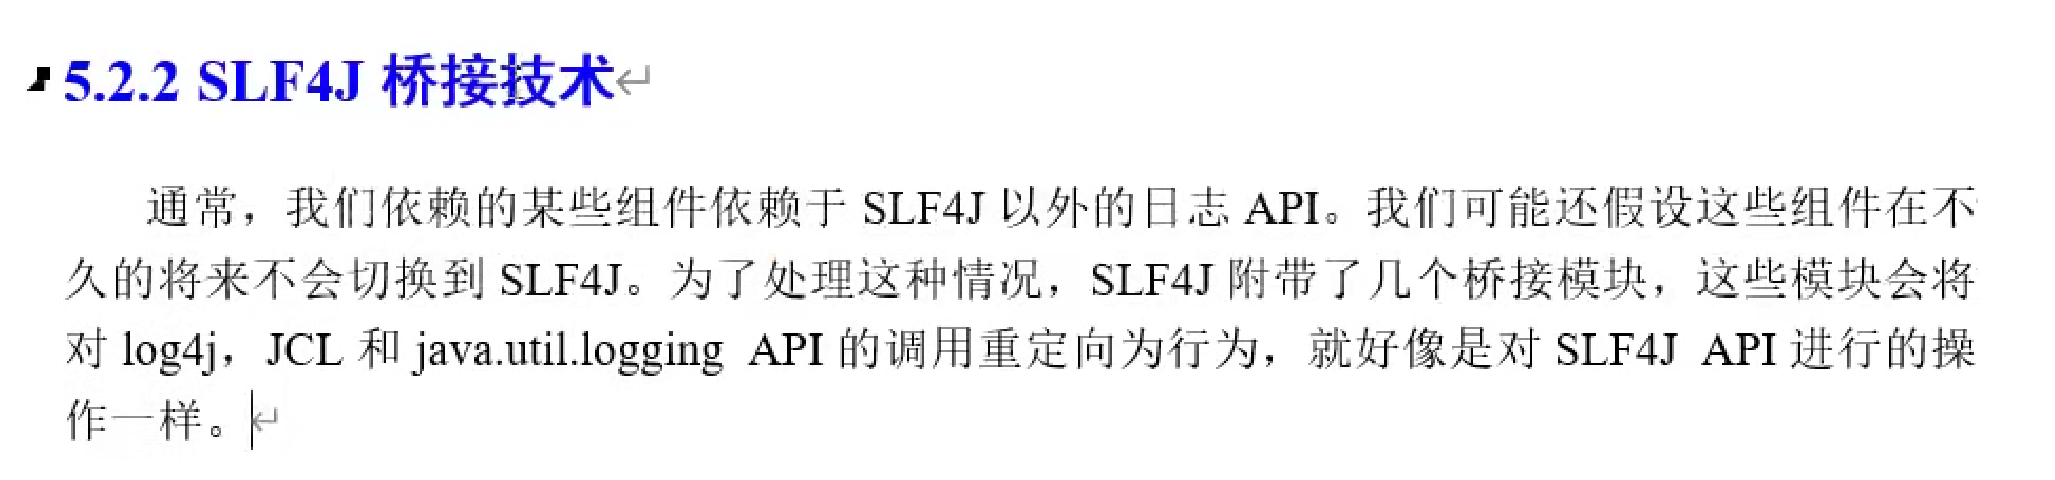 5.2.2 SLF4J 桥接技术
通常，我们依赖的某些组件依赖于 SLF4J 以外的日志 API。我们可能还假设这些组件在不
久的将来不会切换到 SLF4J。为了处理这种情况，SLF4J 附带了几个桥接模块，这些模块会将
对 log4j，JCL 和 java.util.logging API 的调用重定向为行为，就好像是对 SLF4J API 进行的操
作一样。